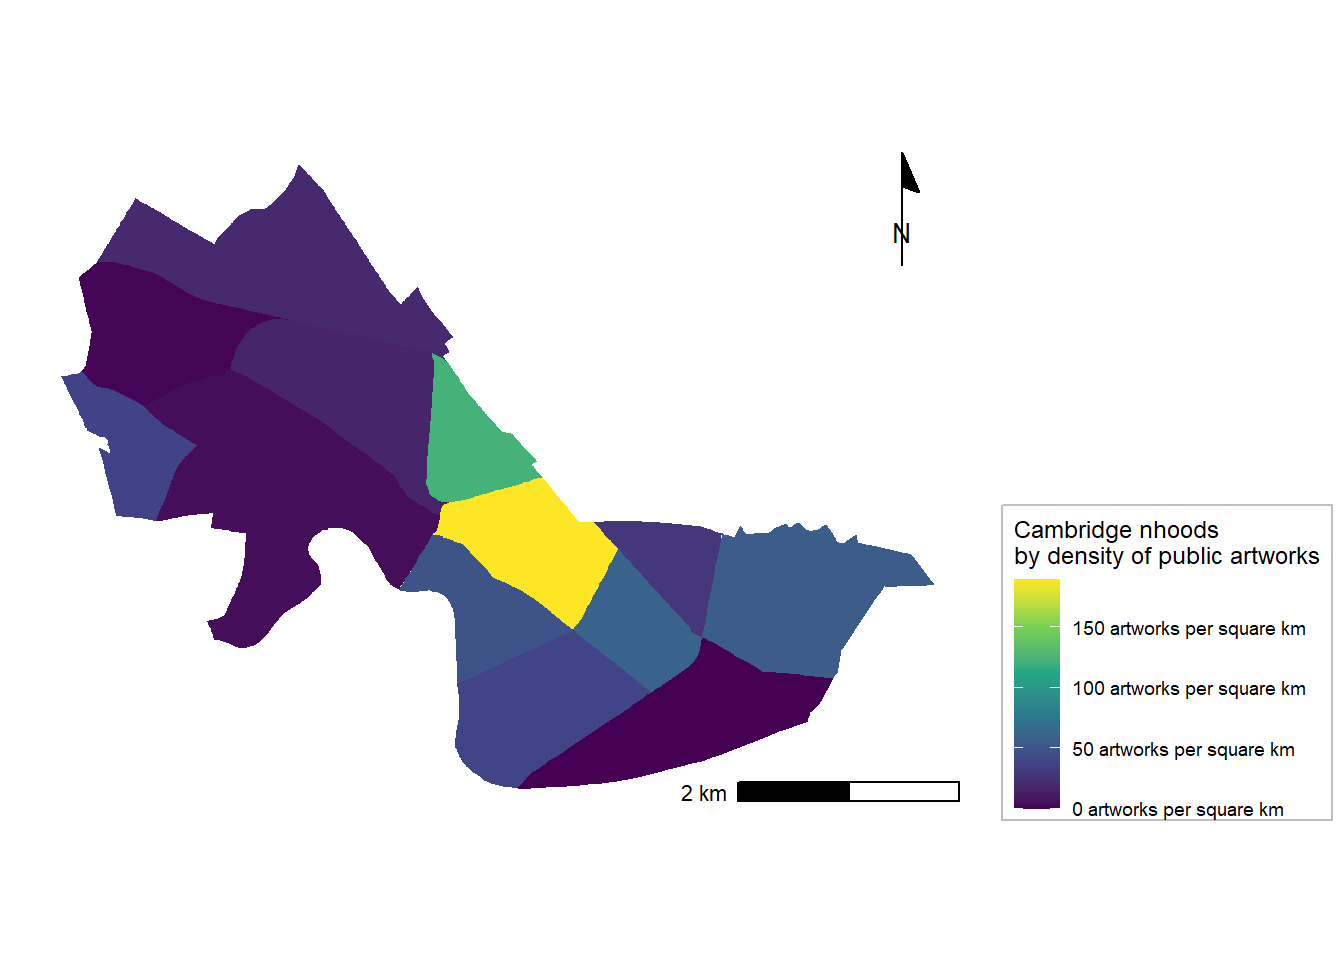 N
Cambridge nhoods
by density of public artworks
150 artworks per square km
100 artworks per square km
50 artworks per square km
0 artworks per square km
2 km